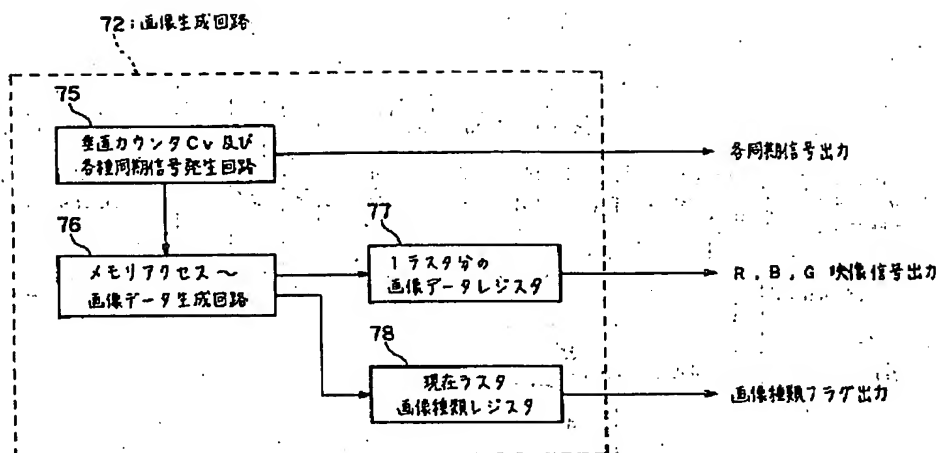 72:画像生成回路
75
垂直カウンタCv及び
各種同期信号発生回路
各同期信号出力
76
メモリアクセス〜
画像データ生成回路
77
1ラスタ分の
画像データレジスタ
R,B,G 映像信号出力
78
現在ラスタ
画像種類レジスタ
画像種類フラグ出力